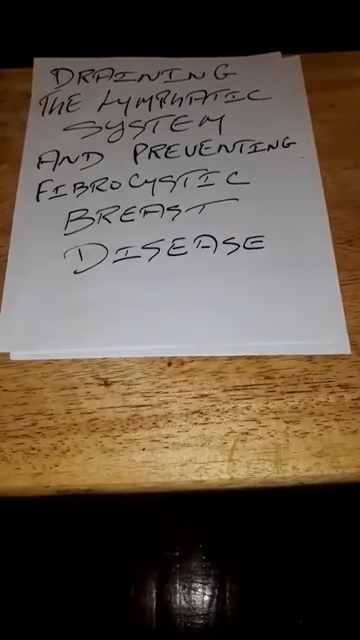 DRAINING
THE LYMPHATIC
SYSTEM
AND PREVENTING
FIBROCYSTIC
BREAST
DISEASE